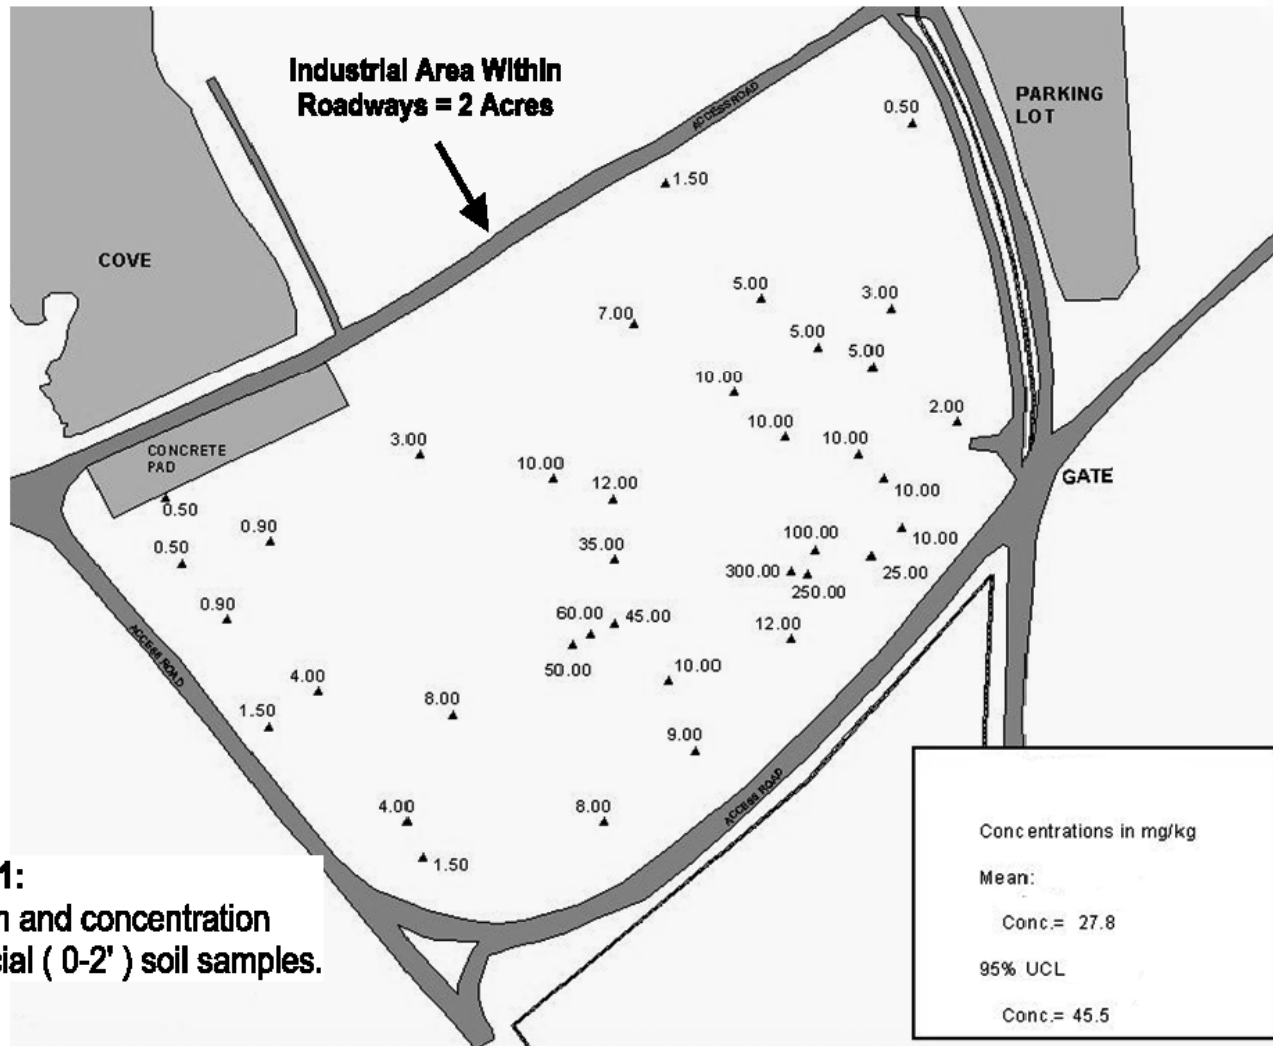 Industrial Area Within
Roadways = 2 Acres
ACCESS ROAD
PARKING
LOT
0.50
1.50
COVE
5.00
3.00
7.00
5.00
5.00
10.00
2.00
10.00
10.00
3.00
CONCRETE
PAD
10.00
12.00
GATE
10.00
0.50
0.90
100.00
10.00
0.50
35.00
300.00
25.00
250.00
0.90
60.00
45.00
12.00
50.00
10.00
ACCESS ROAD
4.00
8.00
1.50
9.00
ACCESS ROAD
4.00
8.00
1.50
1:
n and concentration
cial ( 0-2' ) soil samples.
Concentrations in mg/kg
Mean:
Conc.= 27.8
95% UCL
Conc.= 45.5